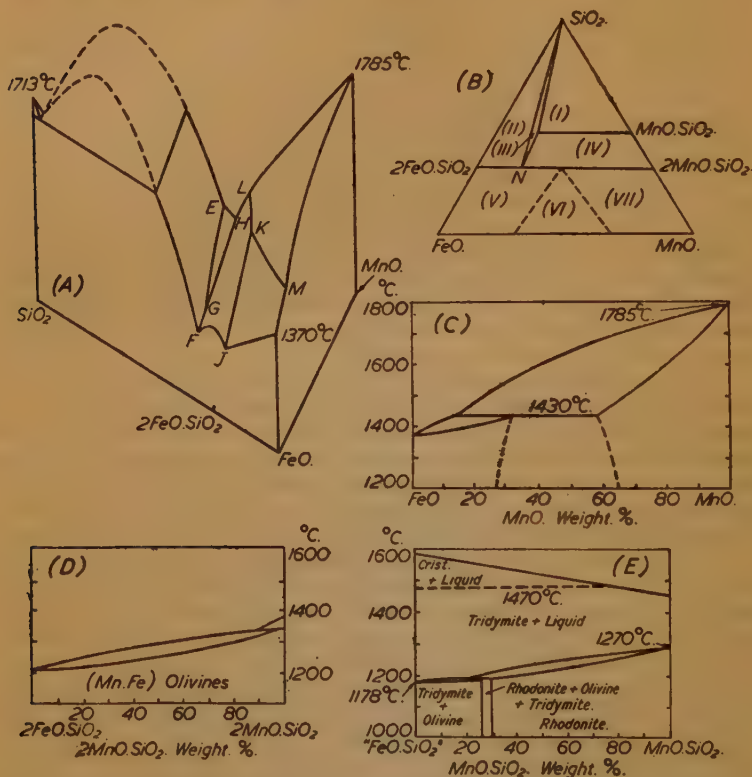 (A)
1713°C.
1785°C.
E
L
H
K
G
F
J
M
1370°C
MnO.
SiO2
2FeO.SiO2
FeO.
(B)
SiO2.
(I)
(II)
(III)
MnO.SiO2.
(IV)
2FeO.SiO2
N
2MnO.SiO2
(V)
(VI)
(VII)
FeO.
MnO.
(C)
°C.
1800
1600
1400
1200
1785°C.
1430°C.
FeO 20 40 60 80 MnO.
MnO. Weight. %.
(D)
°C.
1600
1400
1200
(Mn.Fe) Olivines
20 40 60 80
2FeO.SiO2 2MnO.SiO2
2MnO.SiO2. Weight. %.
(E)
1600
1400
1200
1000
Crist.
+ Liquid
1470°C.
Tridymite + Liquid
1270°C.
1178°C.
Tridymite
+
Olivine
Rhodonite + Olivine
+ Tridymite.
Rhodonite.
20 40 60 80
"FeO.SiO2" MnO.SiO2
MnO.SiO2. Weight %.